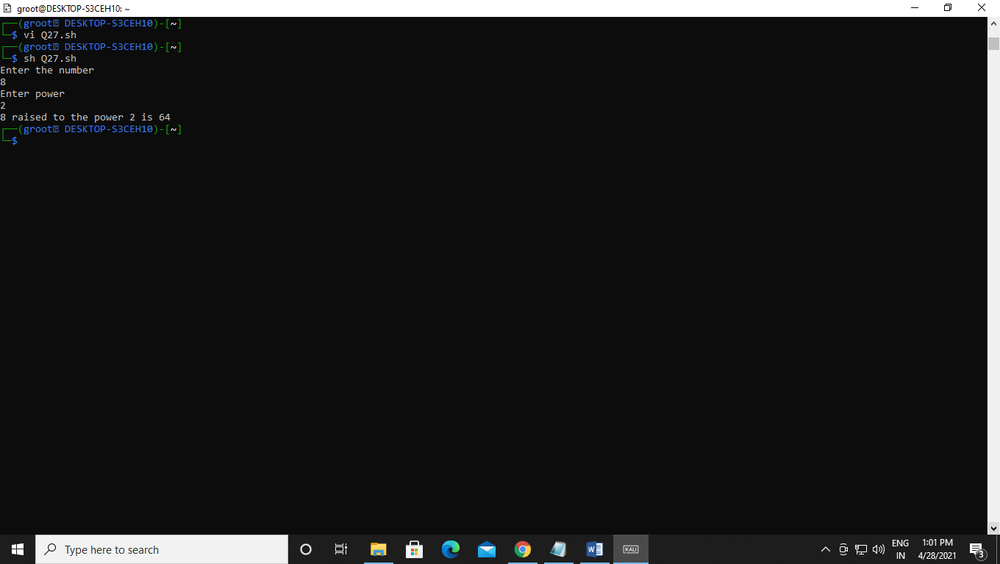 groot@DESKTOP-S3CEH10: ~
┌──(groot⍰ DESKTOP-S3CEH10)-[~]
└─$ vi Q27.sh
┌──(groot⍰ DESKTOP-S3CEH10)-[~]
└─$ sh Q27.sh
Enter the number
8
Enter power
2
8 raised to the power 2 is 64
┌──(groot⍰ DESKTOP-S3CEH10)-[~]
└─$
Type here to search
W
KALI
ENG
IN
1:01 PM
4/28/2021
3